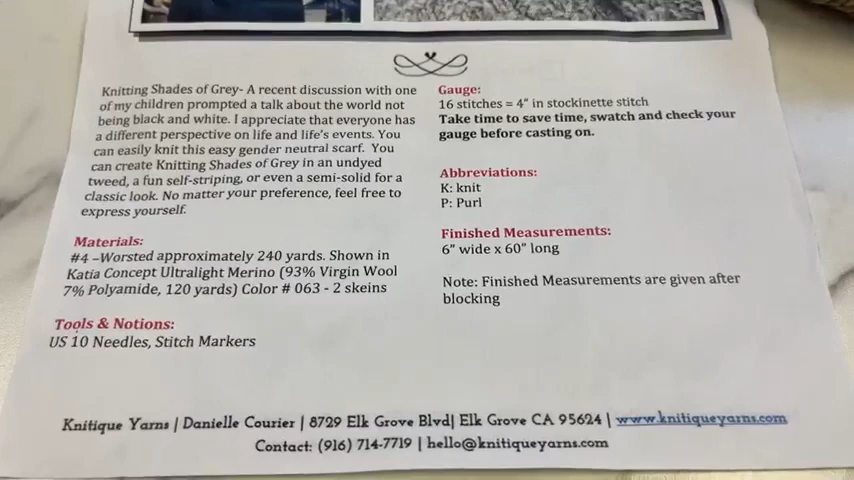 Knitting Shades of Grey- A recent discussion with one
of my children prompted a talk about the world not
being black and white. I appreciate that everyone has
a different perspective on life and life's events. You
can easily knit this easy gender neutral scarf. You
can create Knitting Shades of Grey in an undyed
tweed, a fun self-striping, or even a semi-solid for a
classic look. No matter your preference, feel free to
express yourself.
Materials:
#4 –Worsted approximately 240 yards. Shown in
Katia Concept Ultralight Merino (93% Virgin Wool
7% Polyamide, 120 yards) Color # 063 - 2 skeins
Tools & Notions:
US 10 Needles, Stitch Markers
Gauge:
16 stitches = 4" in stockinette stitch
Take time to save time, swatch and check your
gauge before casting on.
Abbreviations:
K: knit
P: Purl
Finished Measurements:
6" wide x 60" long
Note: Finished Measurements are given after
blocking
Knitique Yarns | Danielle Courier | 8729 Elk Grove Blvd| Elk Grove CA 95624 | www.knitiqueyarns.com
Contact: (916) 714-7719 | hello@knitiqueyarns.com